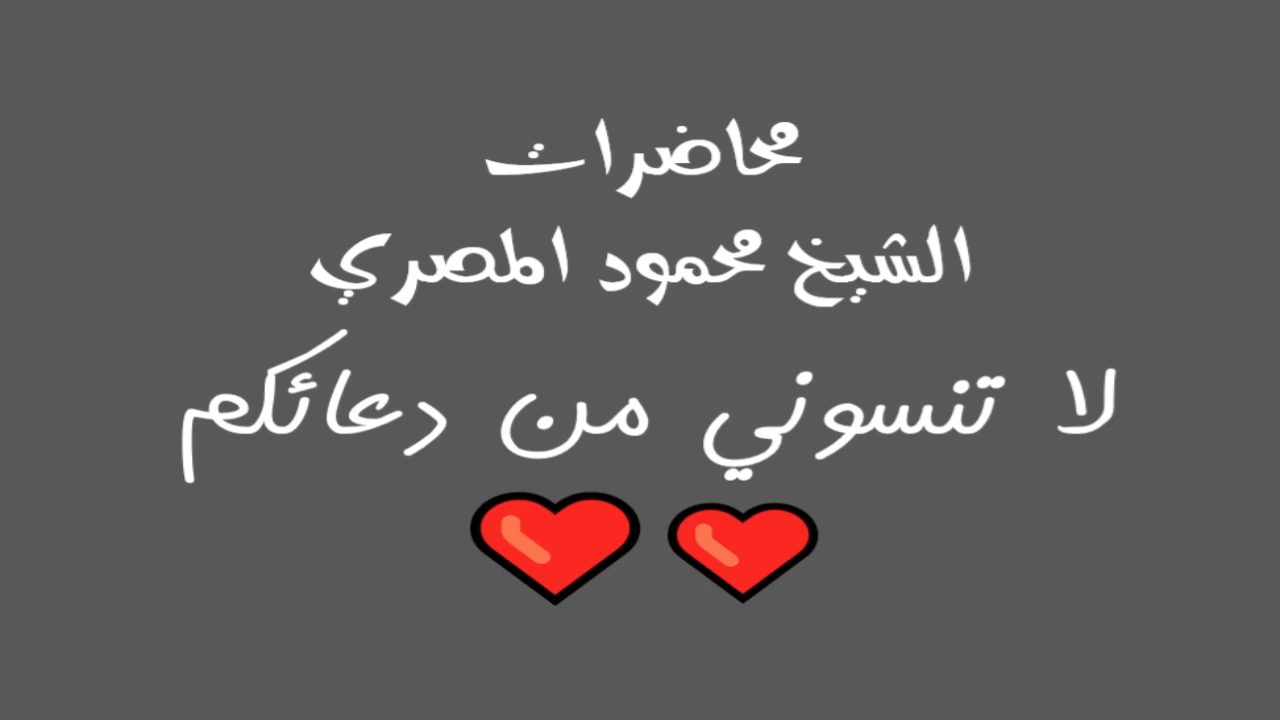 محاضرات
الشيخ محمود المصري
لا تنسوني من دعائكم